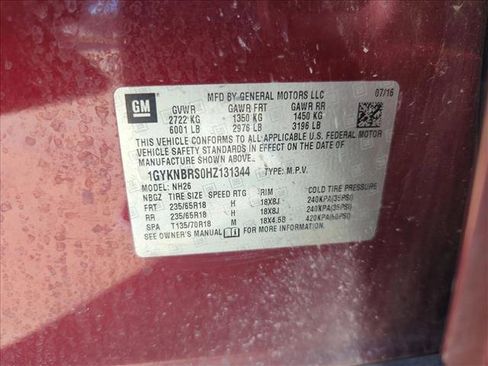 GM
MFD BY GENERAL MOTORS LLC 07/16
GVWR GAWR FRT GAWR RR
2722 KG 1350 KG 1450 KG
6001 LB 2976 LB 3196 LB
THIS VEHICLE CONFORMS TO ALL APPLICABLE U.S. FEDERAL MOTOR
VEHICLE SAFETY AND THEFT PREVENTION STANDARDS IN EFFECT ON THE DATE OF
MANUFACTURE SHOWN ABOVE.
1GYKNBRS0HZ131344 TYPE: M.P.V.
MODEL: NH26
NBGZ TIRE SIZE SPEED RTG RIM COLD TIRE PRESSURE
FRT 235/65R18 H 18X8J 240KPA(35PSI)
RR 235/65R18 H 18X8J 240KPA(35PSI)
SPA T135/70R18 18X4.5B 420KPA(60PSI)
SEE OWNER'S MANUAL FOR MORE INFORMATION.